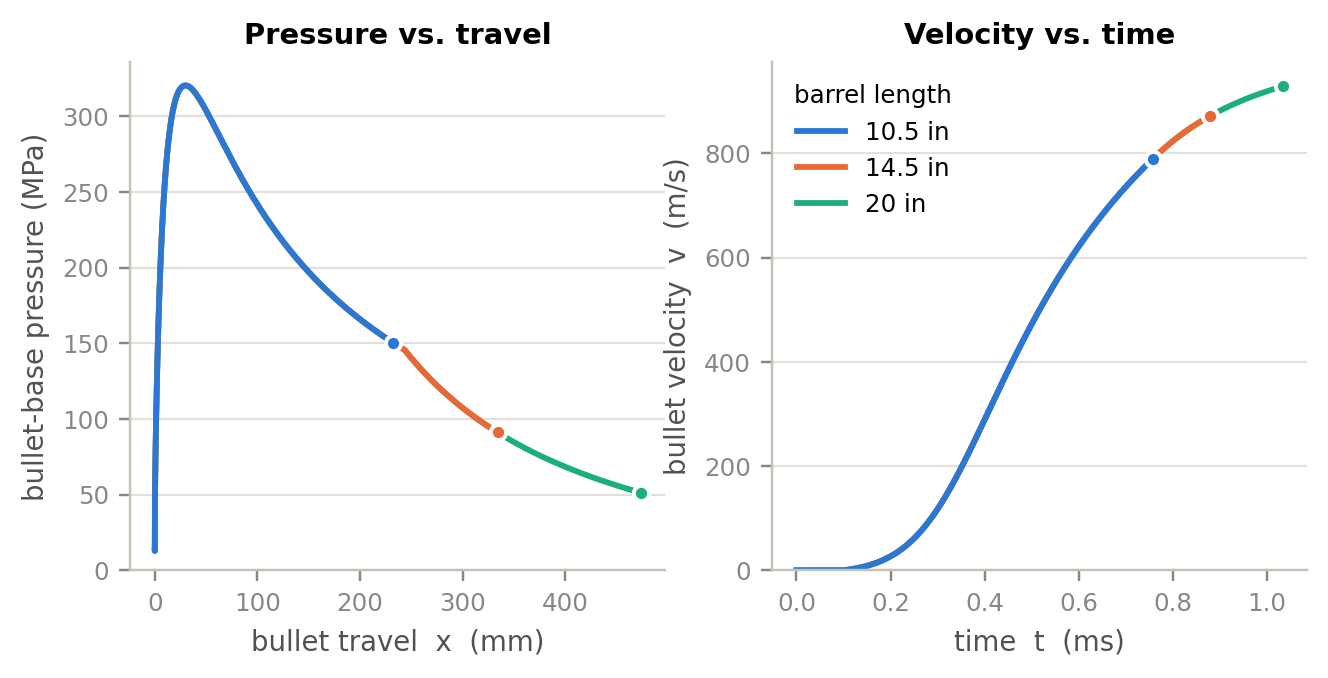 Pressure vs. travel
bullet-base pressure (MPa)
300
250
200
150
100
50
0
0 100 200 300 400
bullet travel x (mm)
Velocity vs. time
bullet velocity v (m/s)
barrel length
10.5 in
14.5 in
20 in
800
600
400
200
0
0.0 0.2 0.4 0.6 0.8 1.0
time t (ms)